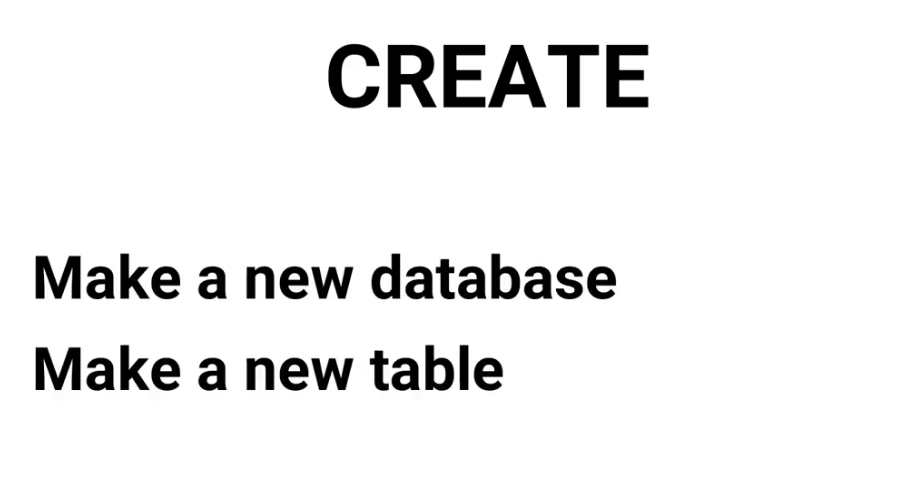 CREATE
Make a new database
Make a new table